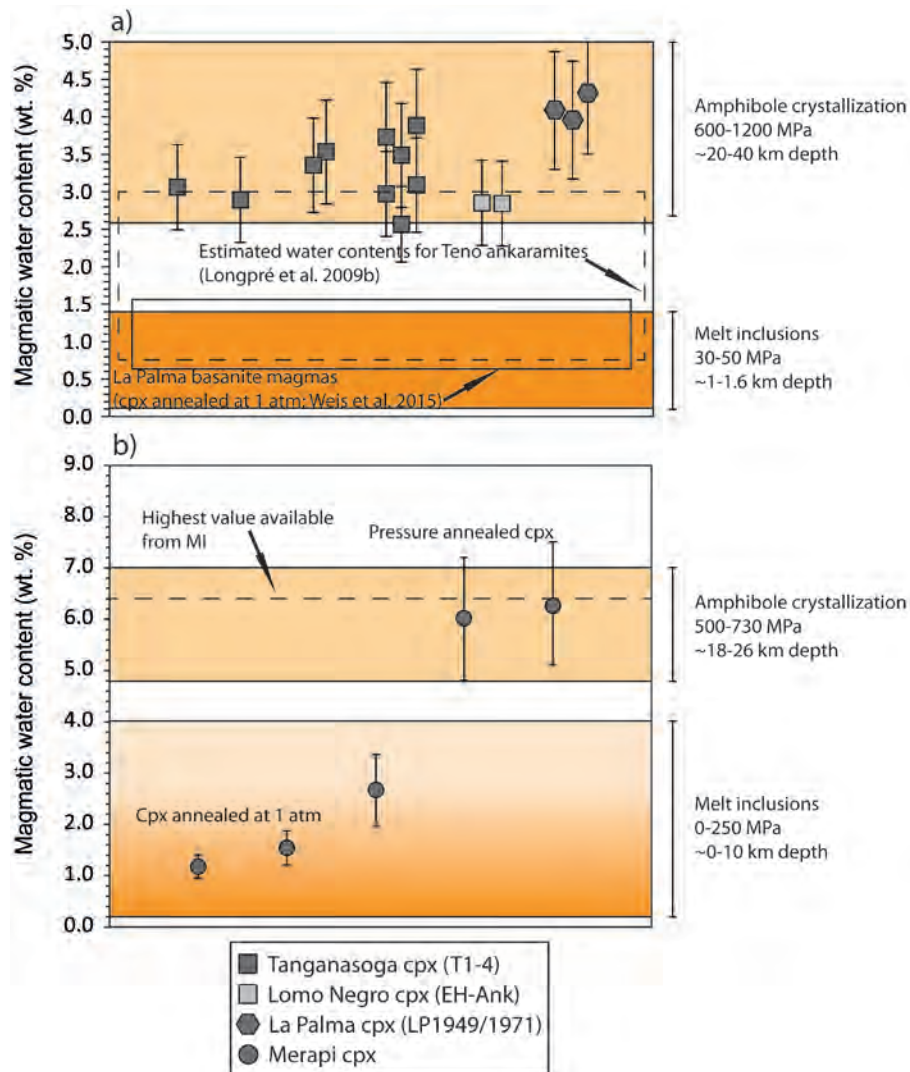 a)
Magmatic water content (wt. %)
5.0
4.5
4.0
3.5
3.0
2.5
2.0
1.5
1.0
0.5
0.0
Estimated water contents for Teno ankaramites
(Longpré et al. 2009b)
La Palma basanite magmas
(cpx annealed at 1 atm; Weis et al. 2015)
Amphibole crystallization
600-1200 MPa
~20-40 km depth
Melt inclusions
30-50 MPa
~1-1.6 km depth
b)
Magmatic water content (wt. %)
9.0
8.0
7.0
6.0
5.0
4.0
3.0
2.0
1.0
0.0
Highest value available
from MI
Pressure annealed cpx
Cpx annealed at 1 atm
Amphibole crystallization
500-730 MPa
~18-26 km depth
Melt inclusions
0-250 MPa
~0-10 km depth
Tanganasoga cpx (T1-4)
Lomo Negro cpx (EH-Ank)
La Palma cpx (LP1949/1971)
Merapi cpx